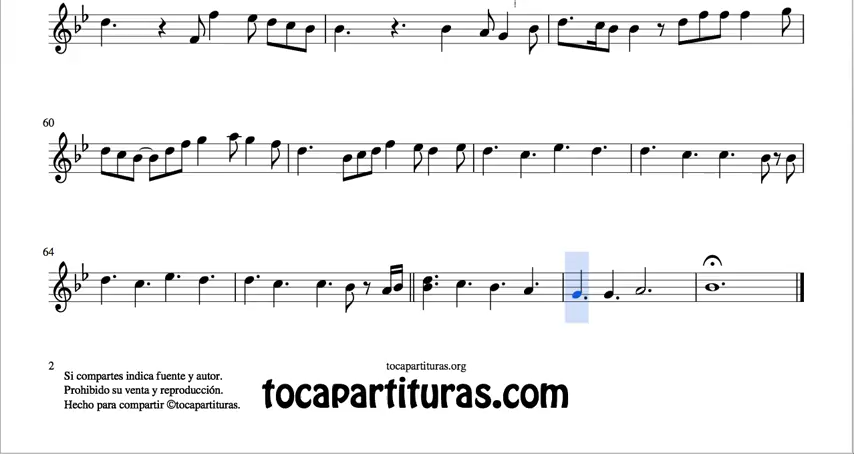 60
64
2
tocapartituras.org
Si compartes indica fuente y autor.
Prohibido su venta y reproducción.
Hecho para compartir ©tocapartituras.
tocapartituras.com